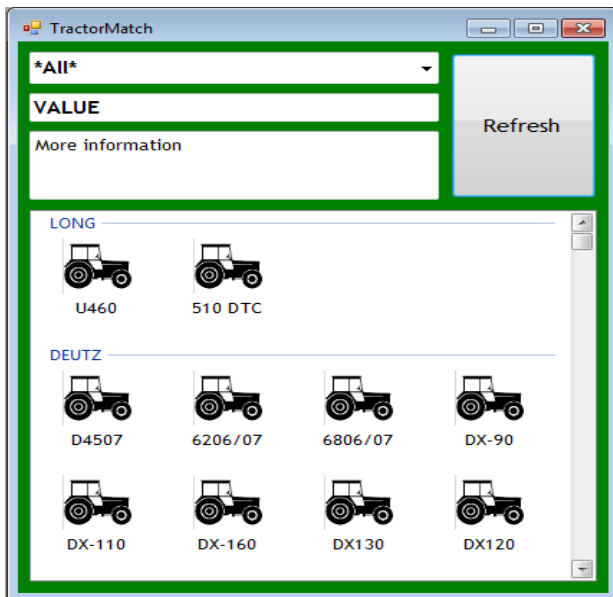 TractorMatch
*All*
VALUE
More information
Refresh
LONG
U460 510 DTC
DEUTZ
D4507 6206/07 6806/07 DX-90
DX-110 DX-160 DX130 DX120